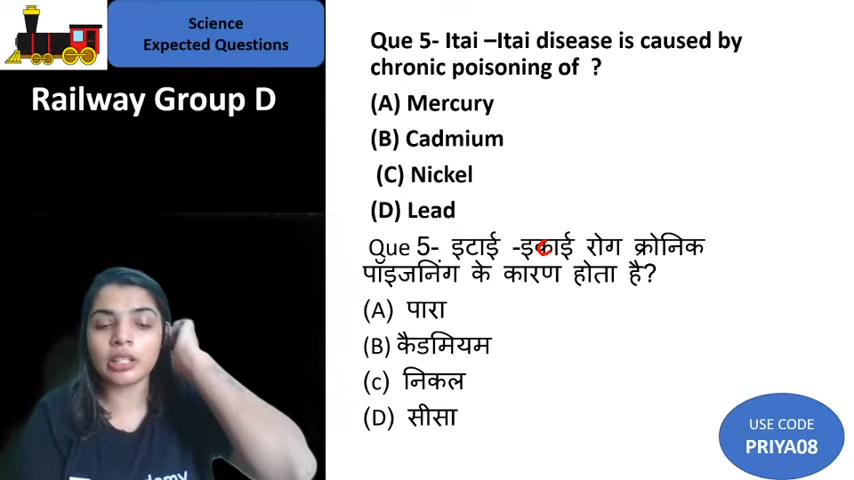 Science
Expected Questions
Railway Group D
Que 5- Itai –Itai disease is caused by
chronic poisoning of ?
(A) Mercury
(B) Cadmium
(C) Nickel
(D) Lead
Que 5- इटाई -इकाई रोग क्रोनिक
पॉइजनिंग के कारण होता है?
(A) पारा
(B) कैडमियम
(c) निकल
(D) सीसा
USE CODE
PRIYA08